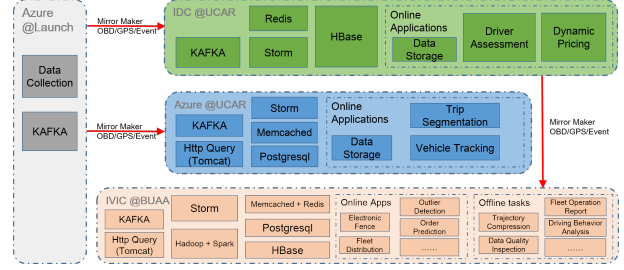 Azure
@Launch
Data
Collection
KAFKA
Mirror Maker
OBD/GPS/Event
Mirror Maker
OBD/GPS/Event
IDC @UCAR
KAFKA
Redis
Storm
HBase
Online
Applications
Data
Storage
Driver
Assessment
Dynamic
Pricing
Azure @UCAR
KAFKA
Http Query
(Tomcat)
Storm
Memcached
Postgresql
Online
Applications
Data
Storage
Trip
Segmentation
Vehicle Tracking
Mirror Maker
OBD/GPS/Event
IVIC @BUAA
KAFKA
Http Query
(Tomcat)
Storm
Hadoop + Spark
Memcached + Redis
Postgresql
HBase
Online Apps
Electronic
Fence
Fleet
Distribution
Outlier
Detection
Order
Prediction
......
Offline tasks
Trajectory
Compression
Data Quality
Inspection
Fleet Operation
Report
Driving Behavior
Analysis
......